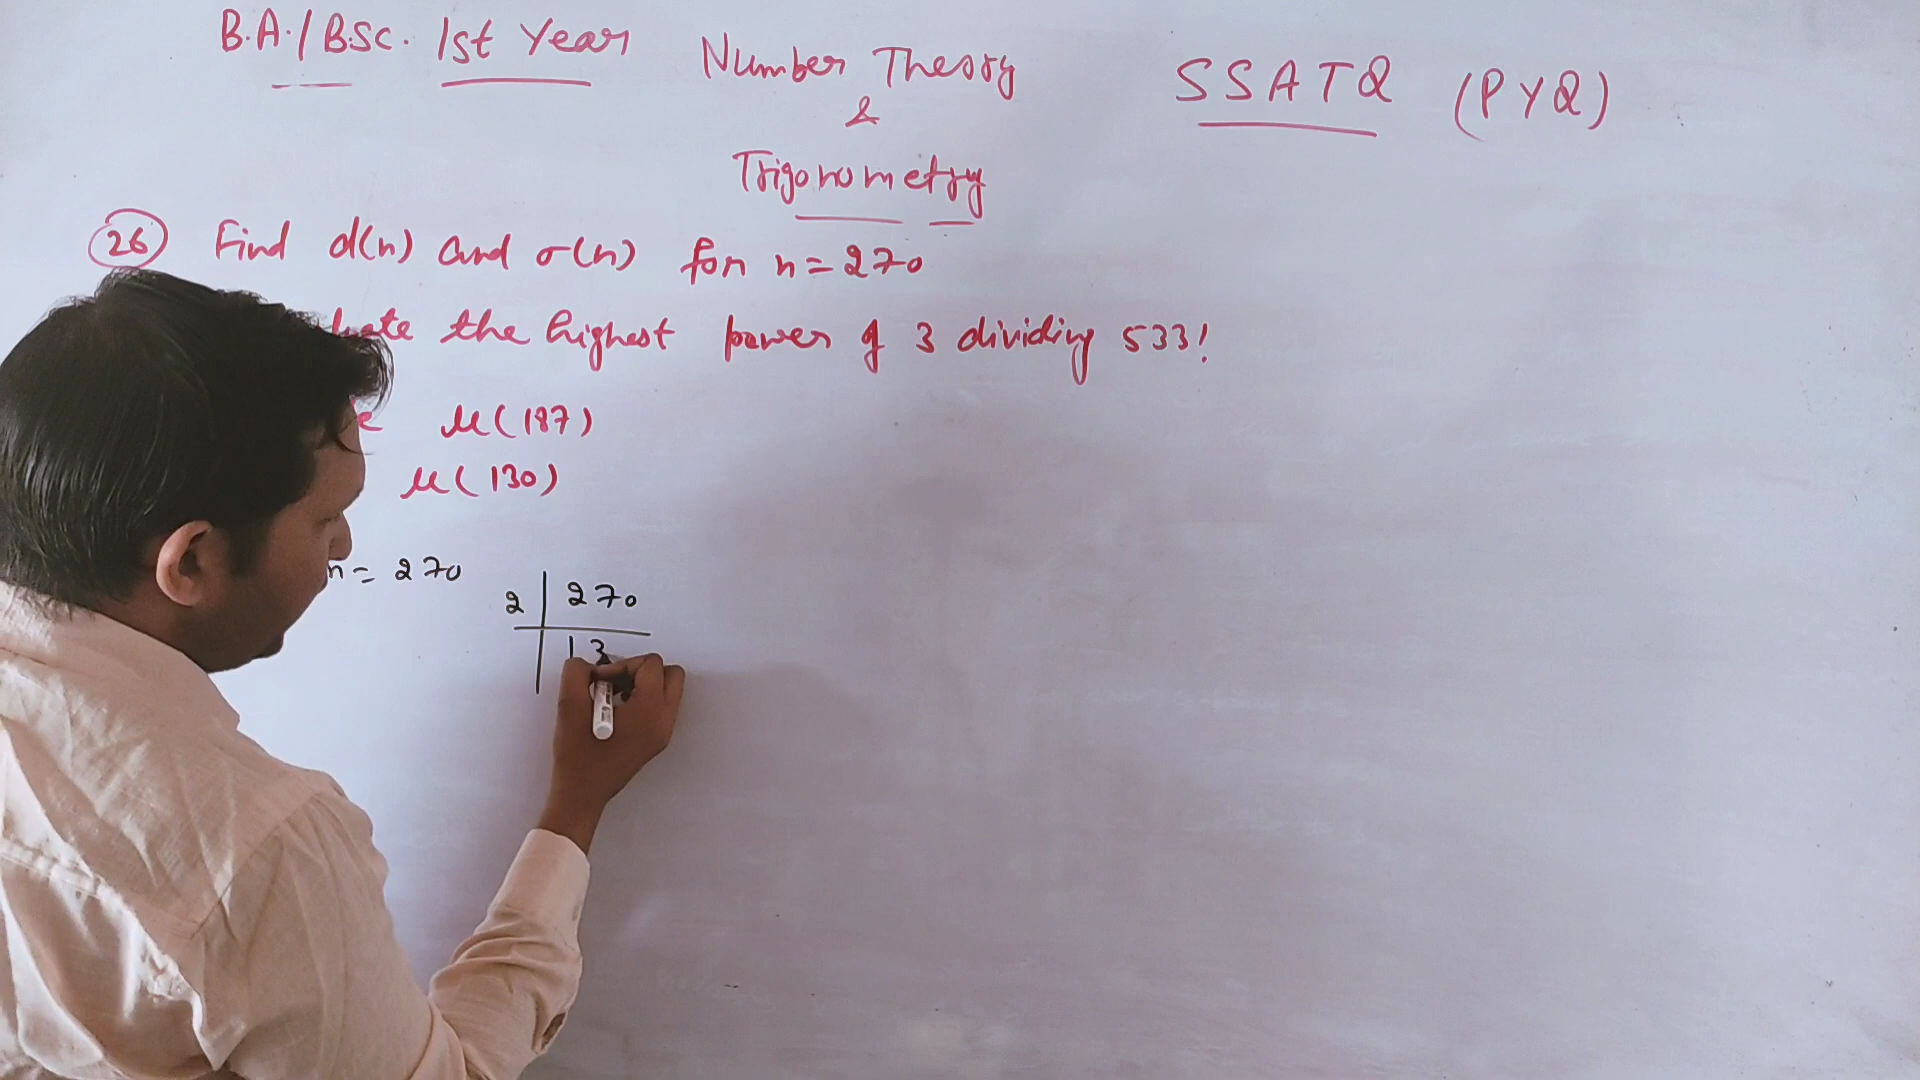 B.A./B.SC. 1st Year
Number Theory
&
Trigonometry
SSATQ (PYQ)
26 Find d(n) and σ(n) for n = 270
the highest power of 3 dividing 533!
μ(187)
μ(130)
n = 270
2 | 270
13